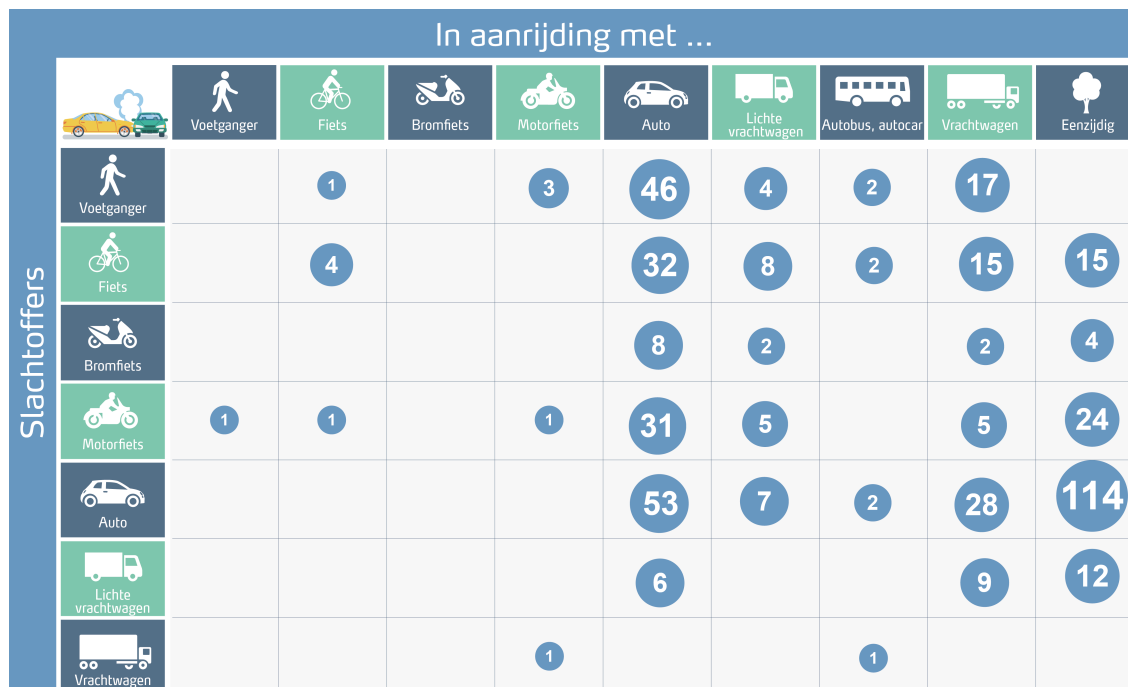 In aanrijding met ...
Voetganger
Fiets
Bromfiets
Motorfiets
Auto
Lichte
vrachtwagen
Autobus, autocar
Vrachtwagen
Eenzijdig
Slachtoffers
Voetganger
1
3
46
4
2
17
Fiets
4
32
8
2
15
15
Bromfiets
8
2
2
4
Motorfiets
1
1
1
31
5
5
24
Auto
53
7
2
28
114
Lichte
vrachtwagen
6
9
12
Vrachtwagen
1
1